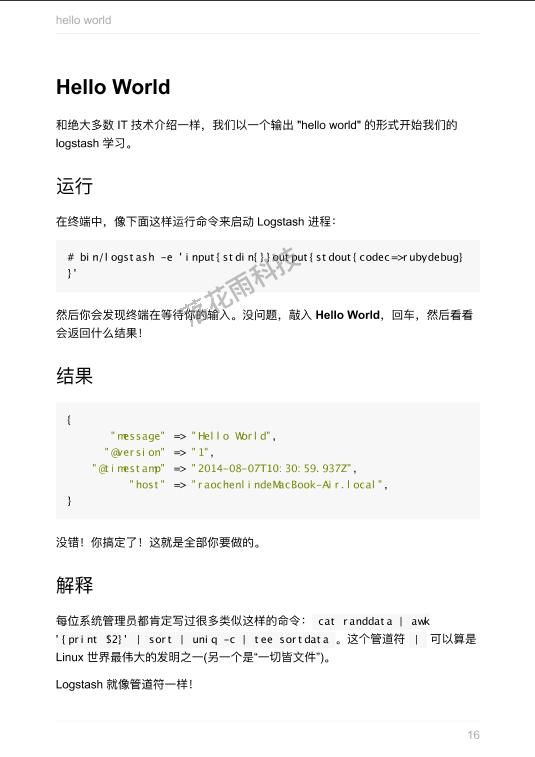 hello world
Hello World
和绝大多数 IT 技术介绍一样，我们以一个输出 "hello world" 的形式开始我们的
logstash 学习。
运行
在终端中，像下面这样运行命令来启动 Logstash 进程：
# bin/logstash -e 'input{stdin{}}output{stdout{codec=>rubydebug}
}'
落花雨科技
然后你会发现终端在等待你的输入。没问题，敲入 Hello World，回车，然后看看
会返回什么结果！
结果
{
"message" => "Hello World",
"@version" => "1",
"@timestamp" => "2014-08-07T10:30:59.937Z",
"host" => "raochenlindeMacBook-Air.local",
}
没错！你搞定了！这就是全部你要做的。
解释
每位系统管理员都肯定写过很多类似这样的命令： cat randdata | awk
'{print $2}' | sort | uniq -c | tee sortdata 。这个管道符 | 可以算是
Linux 世界最伟大的发明之一(另一个是“一切皆文件”)。
Logstash 就像管道符一样！
16